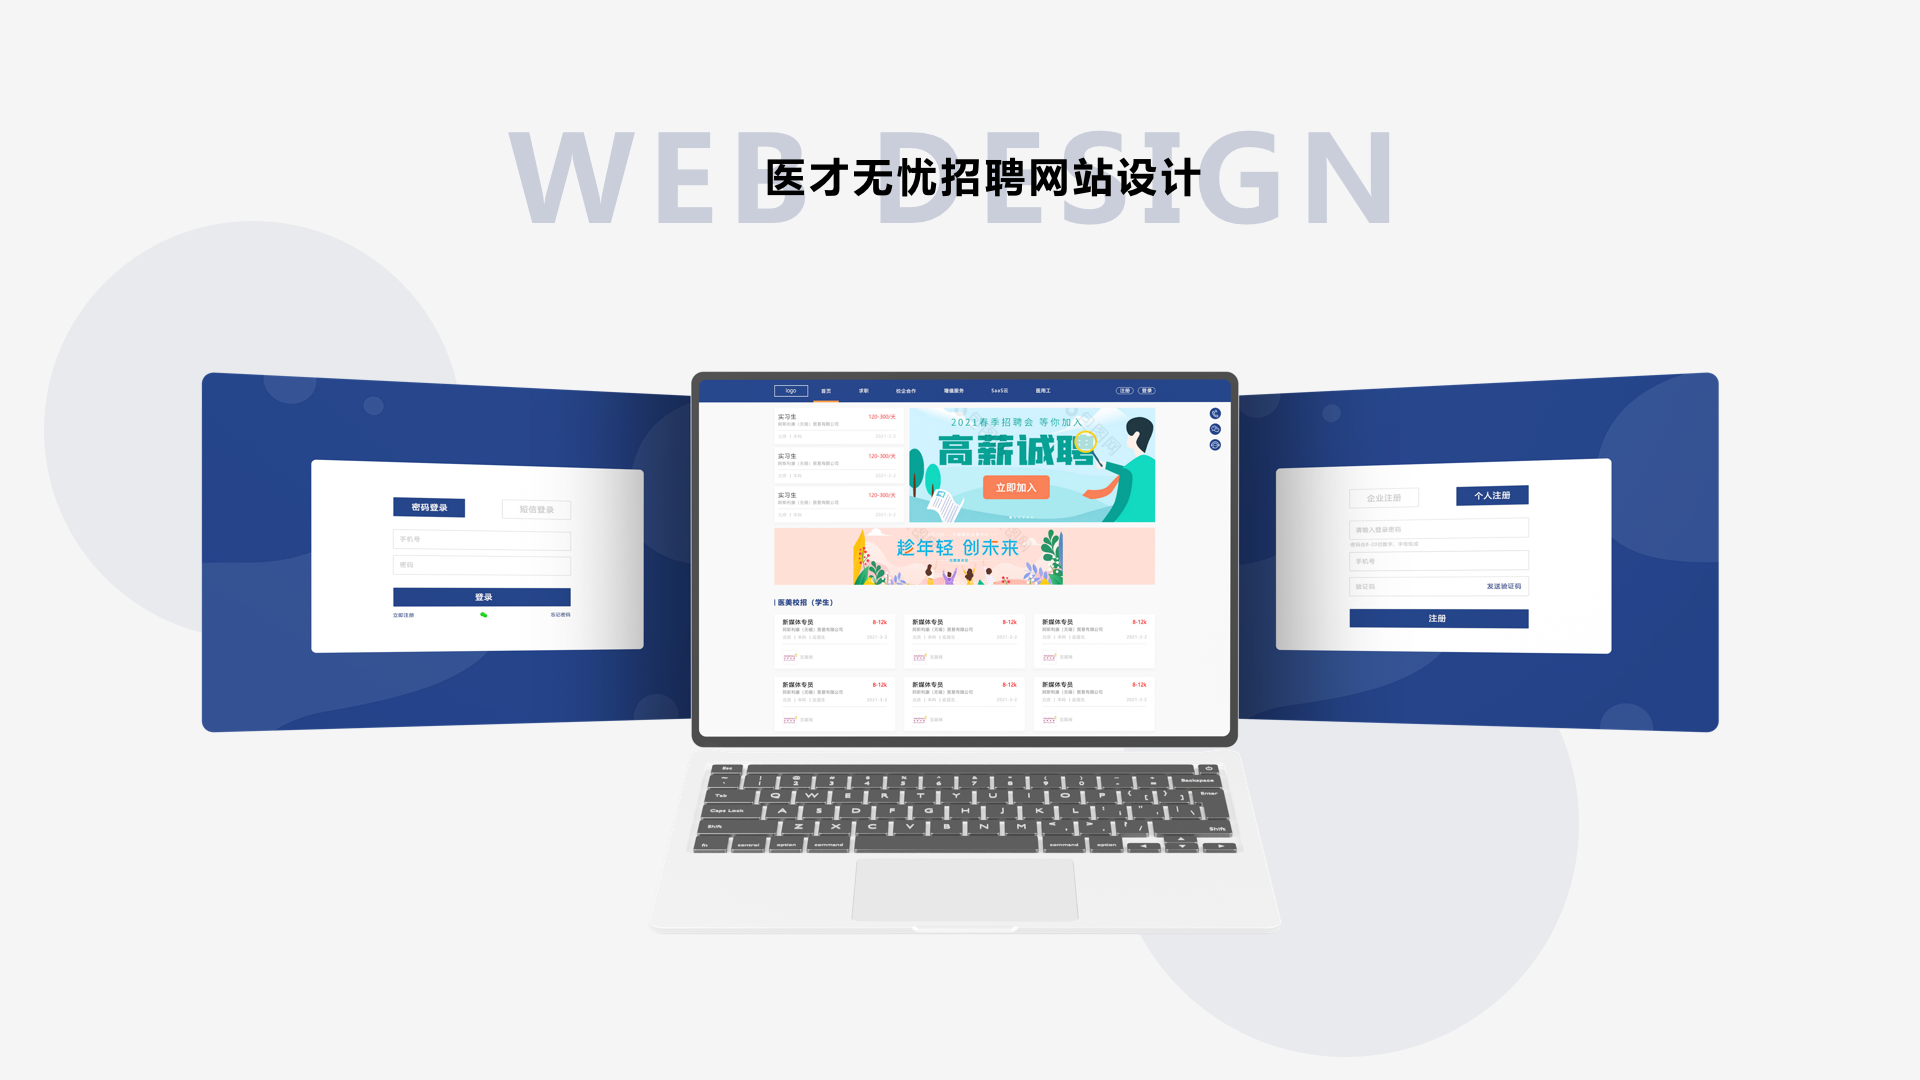 WEB DESIGN
医才无忧招聘网站设计
密码登录
短信登录
手机号
密码
登录
立即注册
忘记密码
logo
首页
求职
校企合作
增值服务
SaaS云
医用工
注册
登录
实习生
120-300/天
实习生
120-300/天
实习生
120-300/天
2021春季招聘会 等你加入
高薪诚聘
立即加入
趁年轻 创未来
医美校招（学生）
新媒体专员
8-12k
新媒体专员
8-12k
新媒体专员
8-12k
新媒体专员
8-12k
新媒体专员
8-12k
新媒体专员
8-12k
企业注册
个人注册
请输入登录密码
手机号
验证码
发送验证码
注册
Esc
Backspace
Tab
Q W E R T Y U I O P
Enter
Caps Lock
A S D F G H J K L
Shift
Z X C V B N M
Shift
fn
control
option
command
command
option